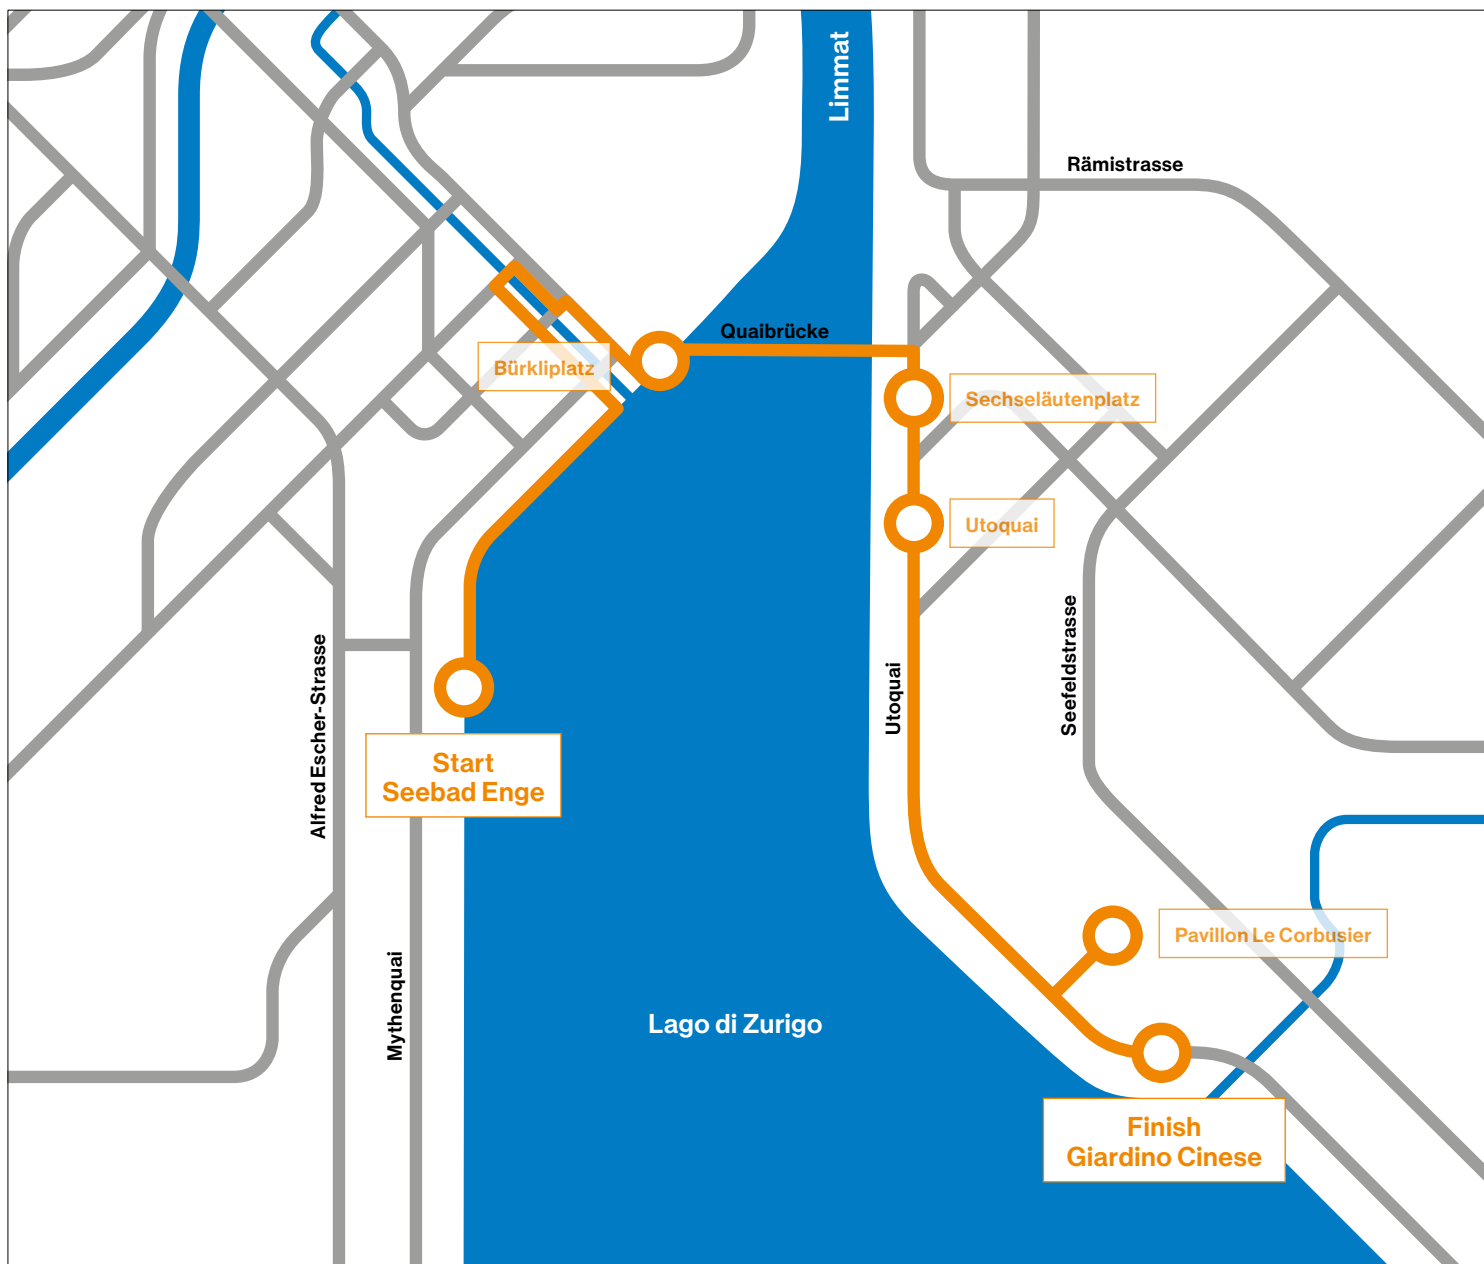 Limmat
Rämistrasse
Quaibrücke
Bürkliplatz
Sechseläutenplatz
Utoquai
Utoquai
Seefeldstrasse
Alfred Escher-Strasse
Start
Seebad Enge
Mythenquai
Pavillon Le Corbusier
Lago di Zurigo
Finish
Giardino Cinese